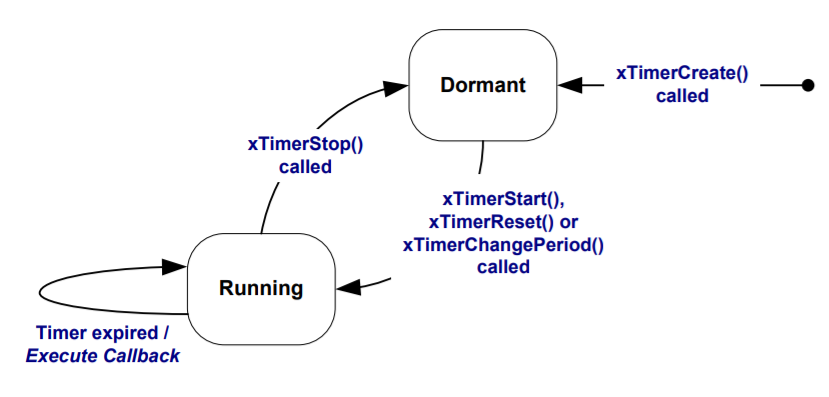 Dormant
xTimerCreate()
called
xTimerStop()
called
xTimerStart(),
xTimerReset() or
xTimerChangePeriod()
called
Running
Timer expired /
Execute Callback